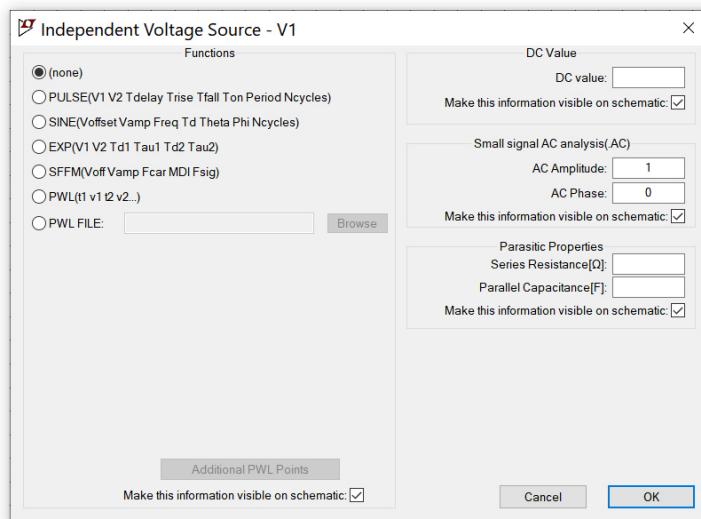 Independent Voltage Source - V1
Functions
(none)
PULSE(V1 V2 Tdelay Trise Tfall Ton Period Ncycles)
SINE(Voffset Vamp Freq Td Theta Phi Ncycles)
EXP(V1 V2 Td1 Tau1 Td2 Tau2)
SFFM(Voff Vamp Fcar MDI Fsig)
PWL(t1 v1 t2 v2...)
PWL FILE:
Browse
Additional PWL Points
Make this information visible on schematic:
DC Value
DC value:
Make this information visible on schematic:
Small signal AC analysis(.AC)
AC Amplitude: 1
AC Phase: 0
Make this information visible on schematic:
Parasitic Properties
Series Resistance[Ω]:
Parallel Capacitance[F]:
Make this information visible on schematic:
Cancel
OK